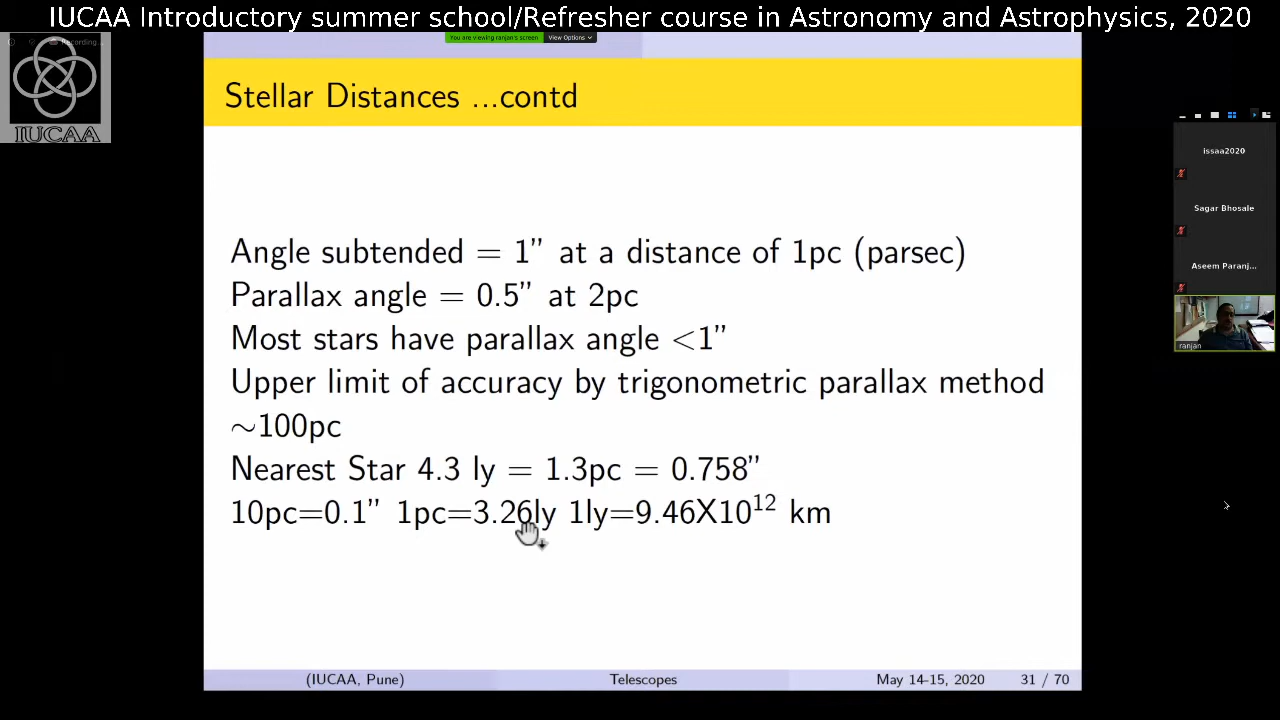 IUCAA Introductory summer school/Refresher course in Astronomy and Astrophysics, 2020
You are viewing ranjan's screen View Options
Recording...
IUCAA
Stellar Distances ...contd
Angle subtended = 1” at a distance of 1pc (parsec)
Parallax angle = 0.5” at 2pc
Most stars have parallax angle <1”
Upper limit of accuracy by trigonometric parallax method
~100pc
Nearest Star 4.3 ly = 1.3pc = 0.758”
10pc=0.1” 1pc=3.26ly 1ly=9.46X10¹² km
(IUCAA, Pune) Telescopes May 14-15, 2020 31 / 70
issaa2020
Sagar Bhosale
Aseem Paranj...
ranjan